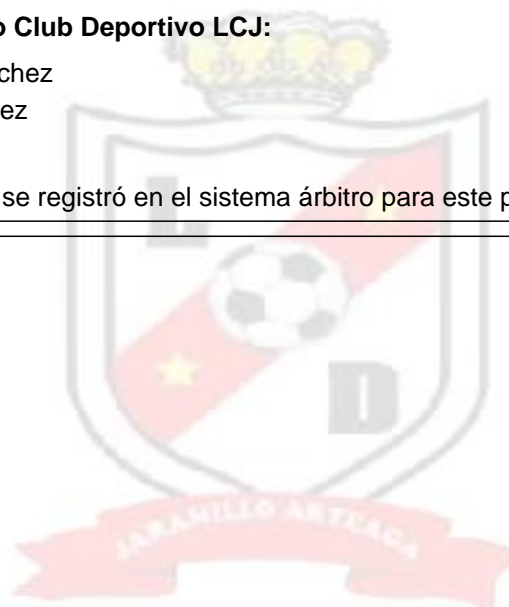 o Club Deportivo LCJ:
chez
ez
se registró en el sistema árbitro para este p
L
D
JARAMILLO ARTEAGA